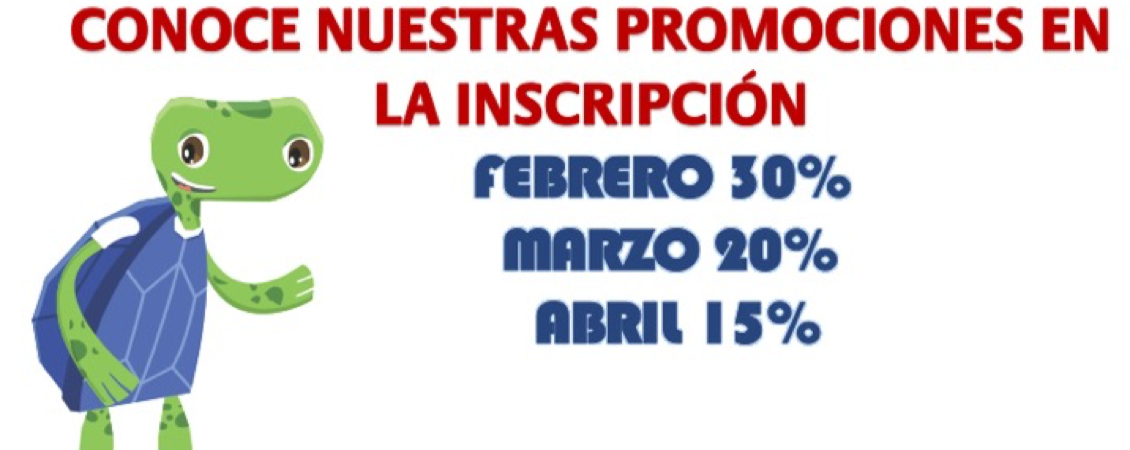 CONOCE NUESTRAS PROMOCIONES EN
LA INSCRIPCIÓN
FEBRERO 30%
MARZO 20%
ABRIL 15%